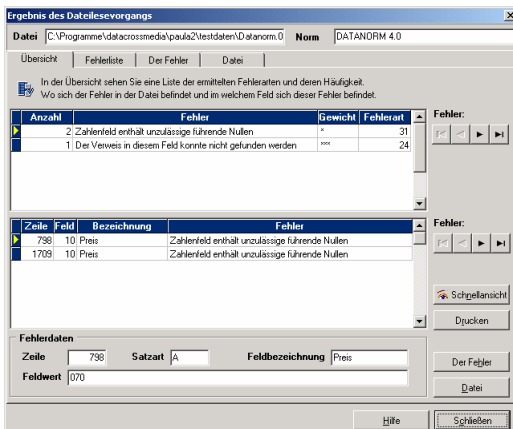 Ergebnis des Dateilesevorgangs
Datei C:\Programme\datacrossmedia\paula2\testdaten\Datanorm.0 Norm DATANORM 4.0
Übersicht Fehlerliste Der Fehler Datei
In der Übersicht sehen Sie eine Liste der ermittelten Fehlerarten und deren Häufigkeit.
Wo sich der Fehler in der Datei befindet und im welchem Feld sich dieser Fehler befindet.
Anzahl Fehler Gewicht Fehlerart Fehler:
2 Zahlenfeld enthält unzulässige führende Nullen * 31
1 Der Verweis in diesem Feld konnte nicht gefunden werden *** 24
Zeile Feld Bezeichnung Fehler Fehler:
798 10 Preis Zahlenfeld enthält unzulässige führende Nullen
1709 10 Preis Zahlenfeld enthält unzulässige führende Nullen
Schnellansicht
Drucken
Fehlerdaten
Zeile 798 Satzart A Feldbezeichnung Preis
Der Fehler
Feldwert 070
Datei
Hilfe Schließen